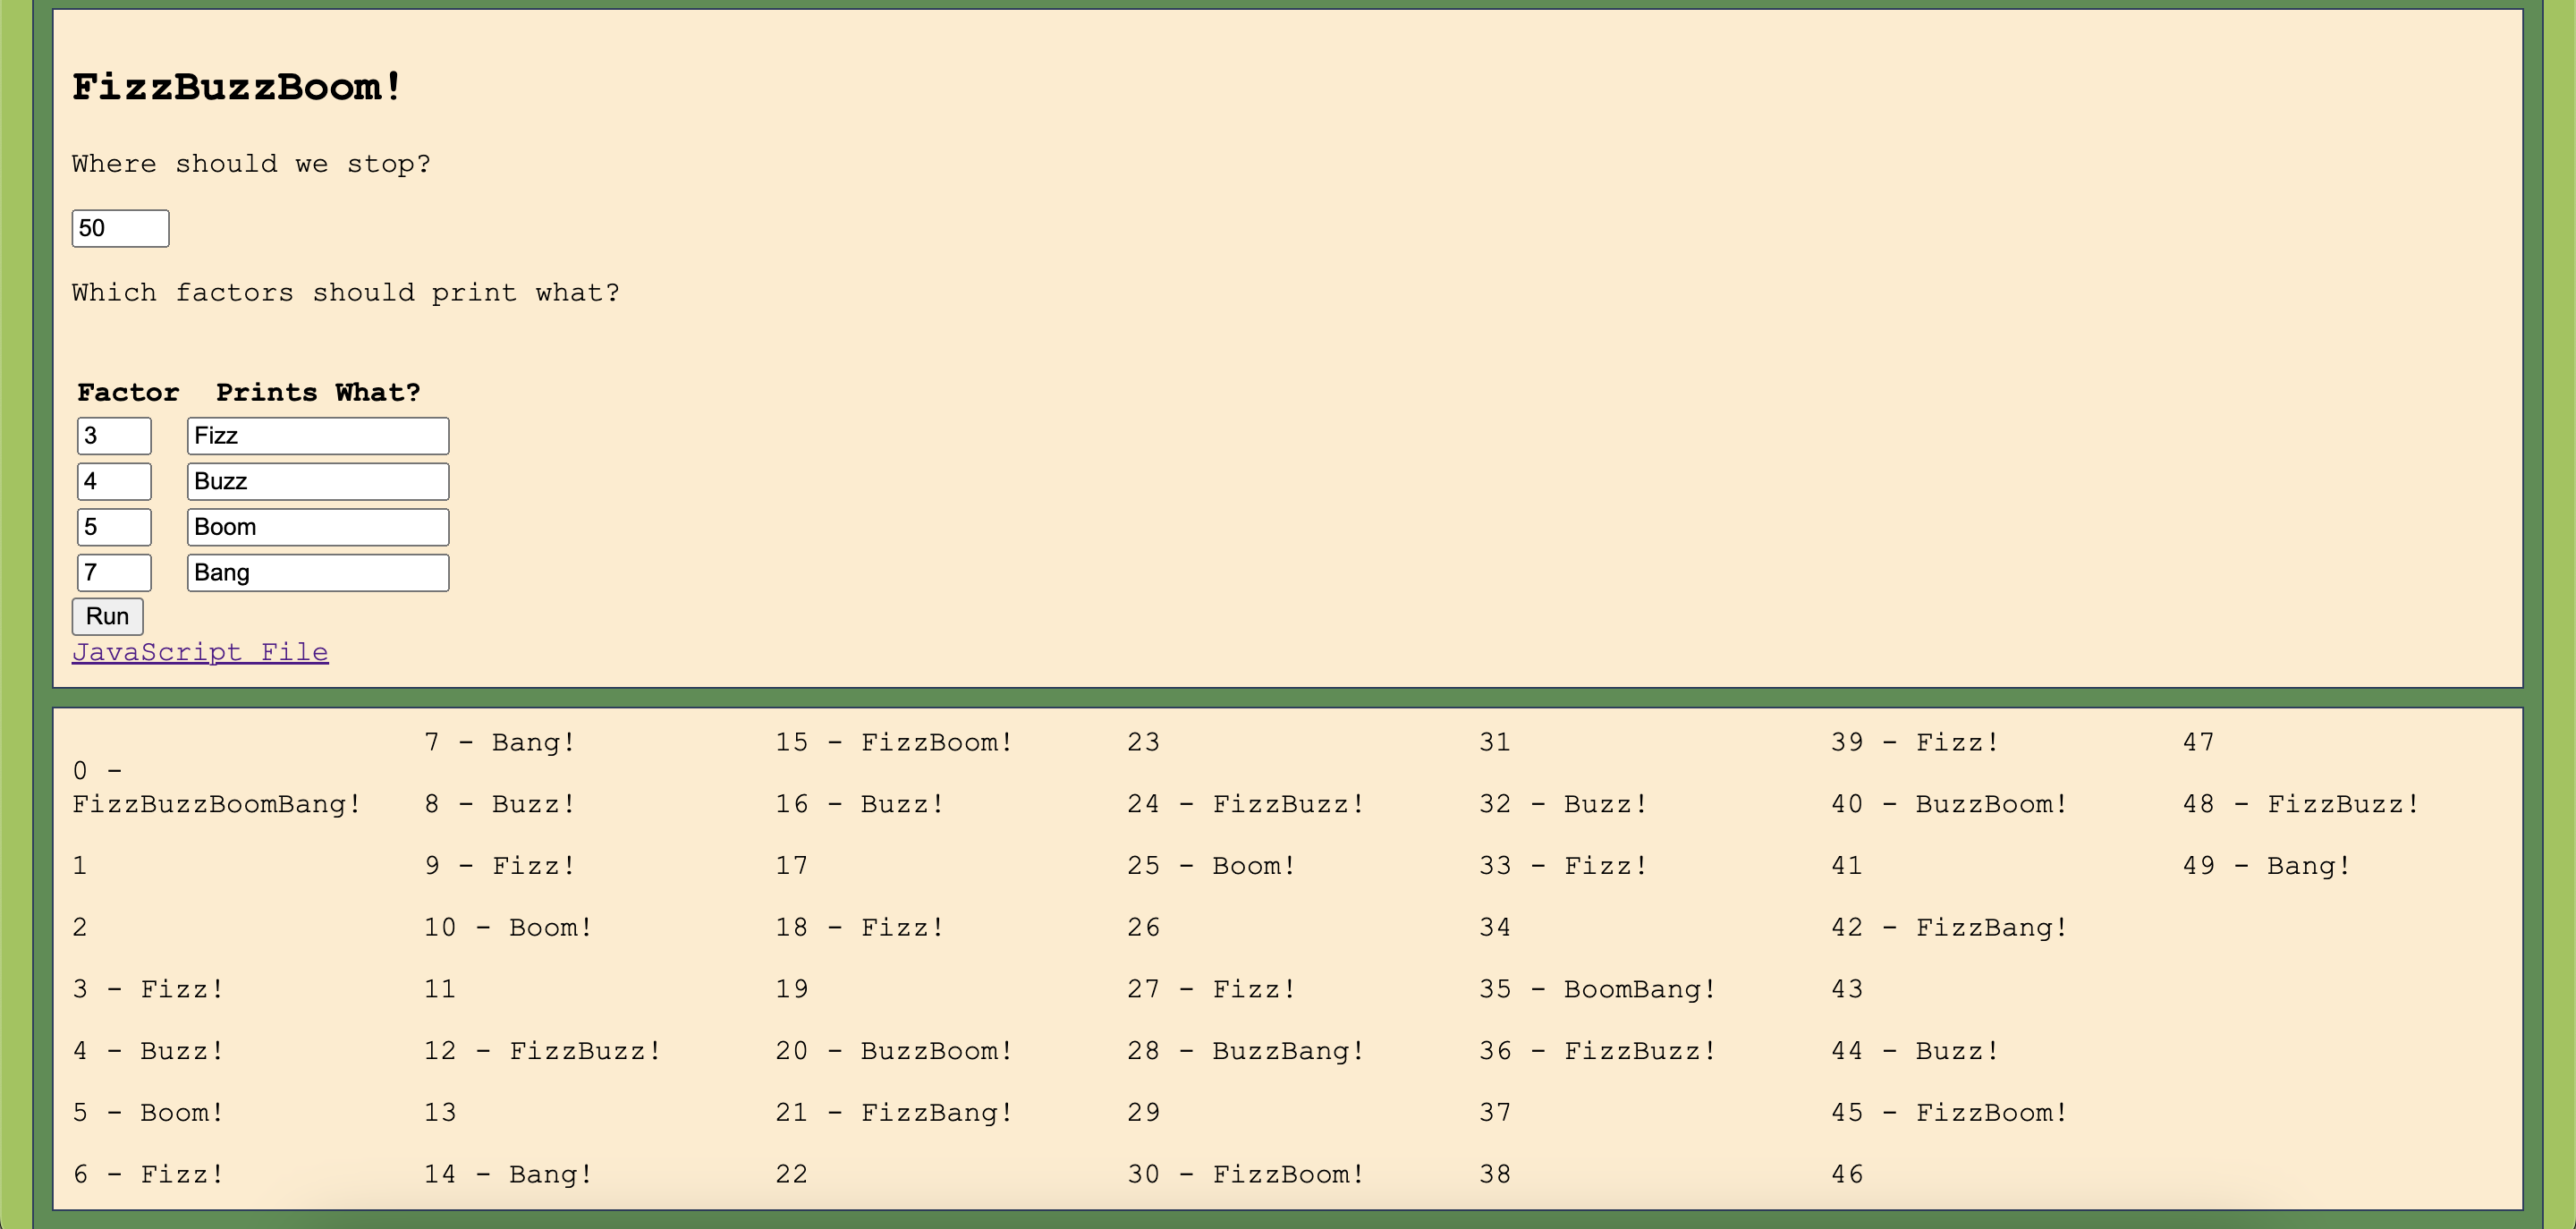 FizzBuzzBoom!
Where should we stop?
50
Which factors should print what?
Factor Prints What?
3 Fizz
4 Buzz
5 Boom
7 Bang
Run
JavaScript File
0 -
FizzBuzzBoomBang!
1
2
3 - Fizz!
4 - Buzz!
5 - Boom!
6 - Fizz!
7 - Bang!
8 - Buzz!
9 - Fizz!
10 - Boom!
11
12 - FizzBuzz!
13
14 - Bang!
15 - FizzBoom!
16 - Buzz!
17
18 - Fizz!
19
20 - BuzzBoom!
21 - FizzBang!
22
23
24 - FizzBuzz!
25 - Boom!
26
27 - Fizz!
28 - BuzzBang!
29
30 - FizzBoom!
31
32 - Buzz!
33 - Fizz!
34
35 - BoomBang!
36 - FizzBuzz!
37
38
39 - Fizz!
40 - BuzzBoom!
41
42 - FizzBang!
43
44 - Buzz!
45 - FizzBoom!
46
47
48 - FizzBuzz!
49 - Bang!